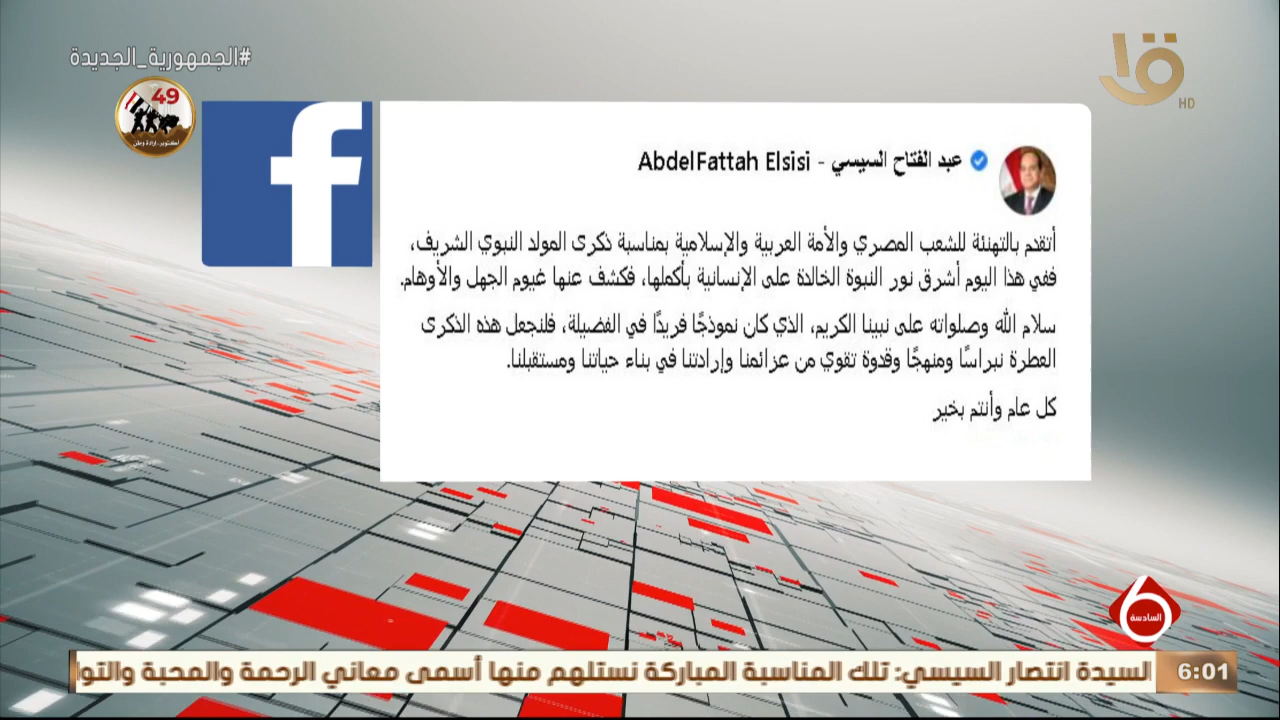 #الجمهورية_الجديدة
HD
49
أكتوبر.. إرادة وطن
عبد الفتاح السيسي - AbdelFattah Elsisi
أتقدم بالتهنئة للشعب المصري والأمة العربية والإسلامية بمناسبة ذكرى المولد النبوي الشريف،
ففي هذا اليوم أشرق نور النبوة الخالدة على الإنسانية بأكملها، فكشف عنها غيوم الجهل والأوهام.
سلام الله وصلواته على نبينا الكريم، الذي كان نموذجًا فريدًا في الفضيلة، فلنجعل هذه الذكرى
العطرة نبراسًا ومنهجًا وقدوة تقوي من عزائمنا وإرادتنا في بناء حياتنا ومستقبلنا.
كل عام وأنتم بخير
السادسة
6:01
السيدة انتصار السيسي: تلك المناسبة المباركة نستلهم منها أسمى معاني الرحمة والمحبة والتوا